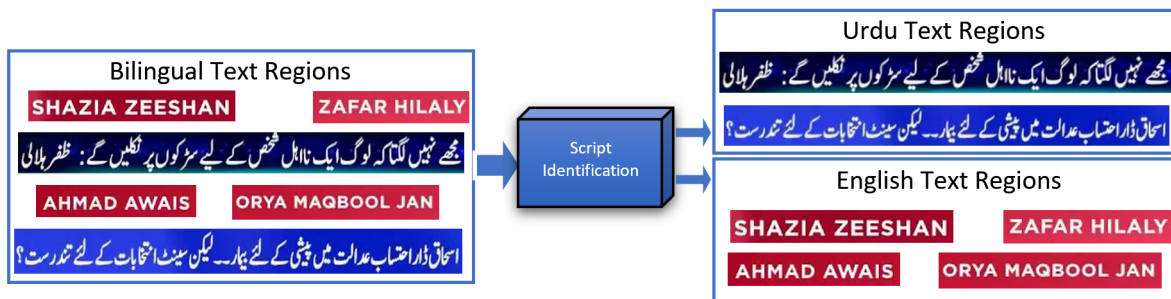 Bilingual Text Regions
SHAZIA ZEESHAN
ZAFAR HILALY
مجھے نہیں لگتا کہ لوگ ایک نااہل شخص کے لیے سڑکوں پر نکلیں گے: ظفر ہلالی
AHMAD AWAIS
ORYA MAQBOOL JAN
اسحاق ڈار احتساب عدالت میں پیشی کے لئے بیمار۔۔لیکن سینٹ انتخابات کے لئے تندرست؟
Script
Identification
Urdu Text Regions
مجھے نہیں لگتا کہ لوگ ایک نااہل شخص کے لیے سڑکوں پر نکلیں گے: ظفر ہلالی
اسحاق ڈار احتساب عدالت میں پیشی کے لئے بیمار۔۔لیکن سینٹ انتخابات کے لئے تندرست؟
English Text Regions
SHAZIA ZEESHAN
ZAFAR HILALY
AHMAD AWAIS
ORYA MAQBOOL JAN